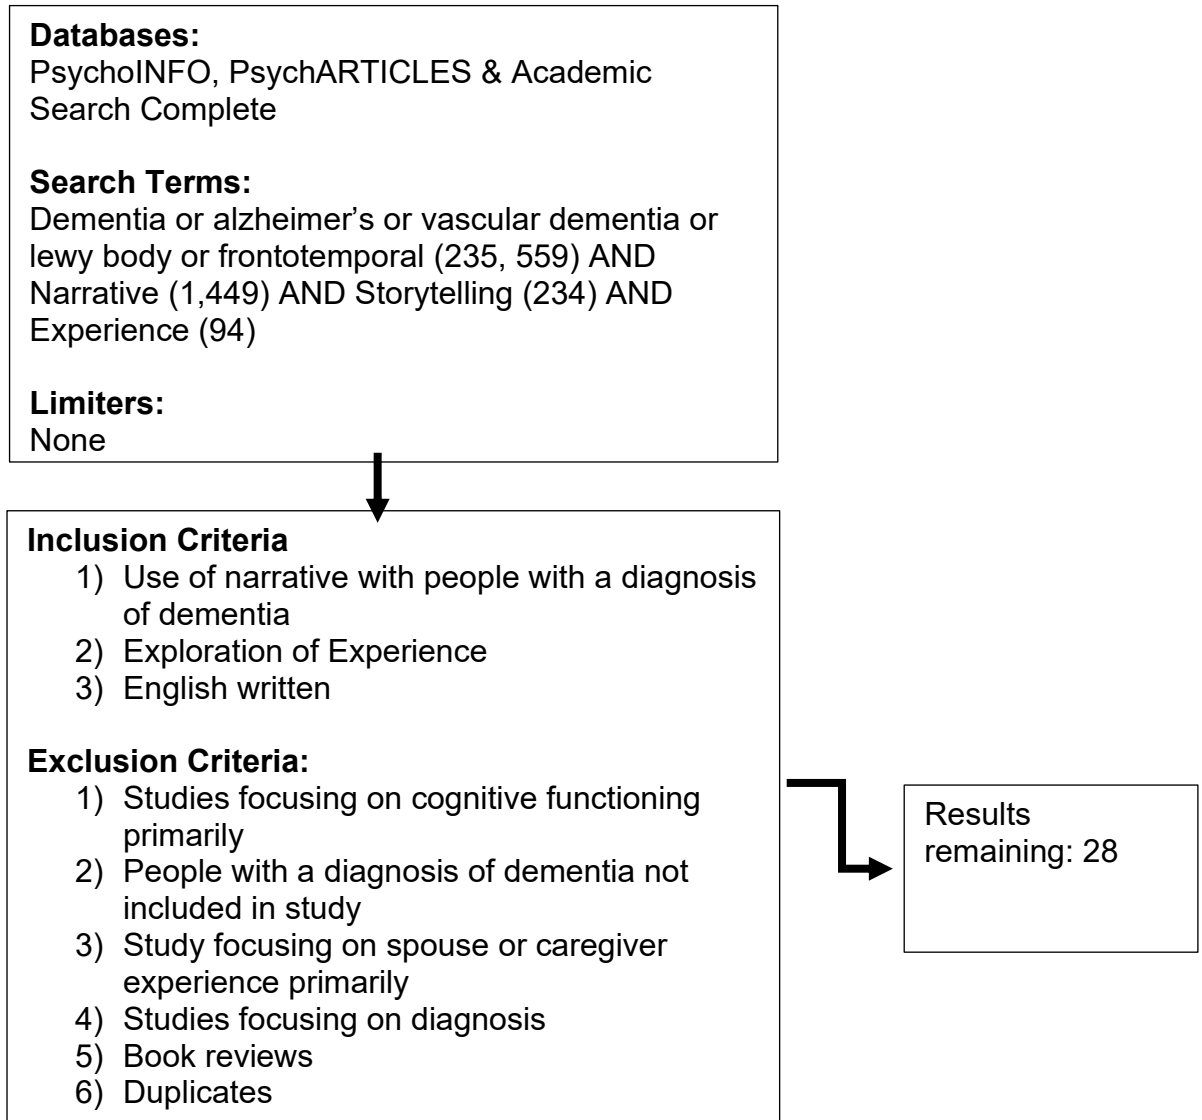 Databases:
PsychoINFO, PsychARTICLES & Academic
Search Complete
Search Terms:
Dementia or alzheimer’s or vascular dementia or
lewy body or frontotemporal (235, 559) AND
Narrative (1,449) AND Storytelling (234) AND
Experience (94)
Limiters:
None
Inclusion Criteria
1) Use of narrative with people with a diagnosis
of dementia
2) Exploration of Experience
3) English written
Exclusion Criteria:
1) Studies focusing on cognitive functioning
primarily
2) People with a diagnosis of dementia not
included in study
3) Study focusing on spouse or caregiver
experience primarily
4) Studies focusing on diagnosis
5) Book reviews
6) Duplicates
Results
remaining: 28